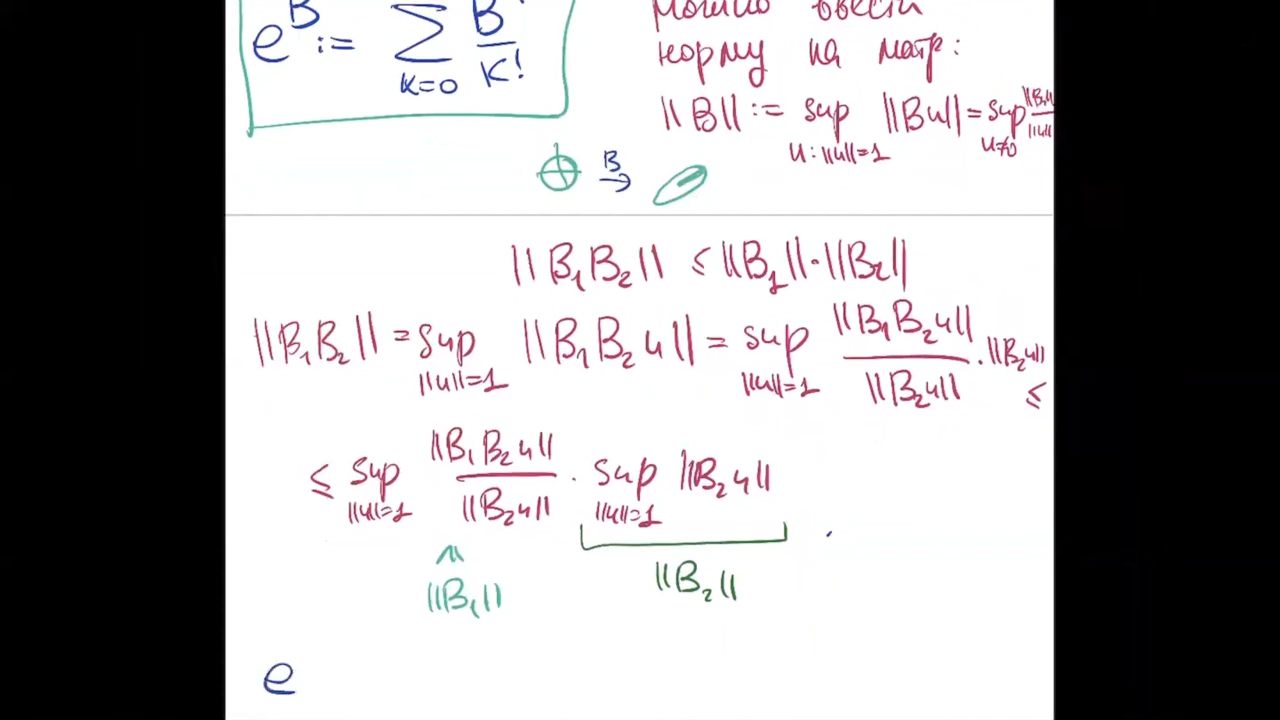 e^B := ∑_{k=0} B/k!
можно ввести
норму на матр:
||B|| := sup_{u:||u||=1} ||Bu|| = sup_{u≠0} ||Bu||/||u||
B →
||B₁B₂|| ≤ ||B₁||·||B₂||
||B₁B₂|| = sup_{||u||=1} ||B₁B₂u|| = sup_{||u||=1} ||B₁B₂u||/||B₂u|| · ||B₂u|| ≤
≤ sup_{||u||=1} ||B₁B₂u||/||B₂u|| · sup_{||u||=1} ||B₂u||
||B₁|| ||B₂||
e